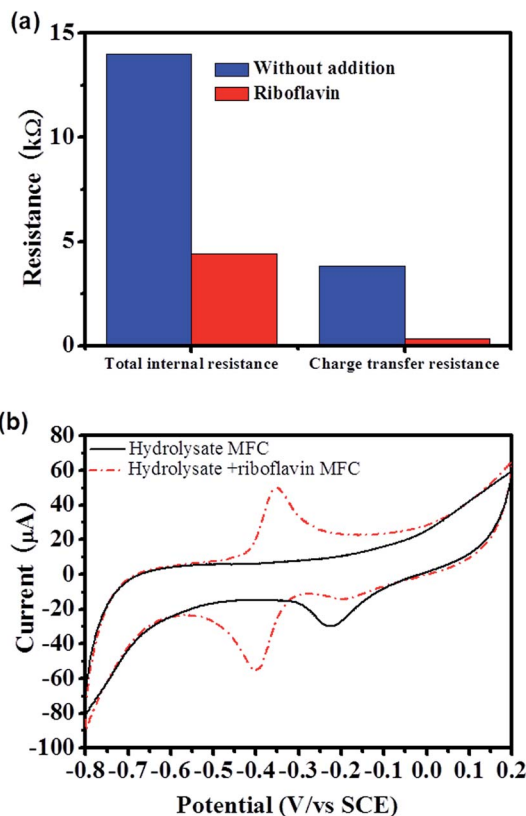 (a)
15
10
5
0
Resistance (kΩ)
Without addition
Riboflavin
Total internal resistance
Charge transfer resistance
(b)
80
60
40
20
0
-20
-40
-60
-80
-100
Current (μA)
Hydrolysate MFC
Hydrolysate +riboflavin MFC
-0.8 -0.7 -0.6 -0.5 -0.4 -0.3 -0.2 -0.1 0.0 0.1 0.2
Potential (V/vs SCE)